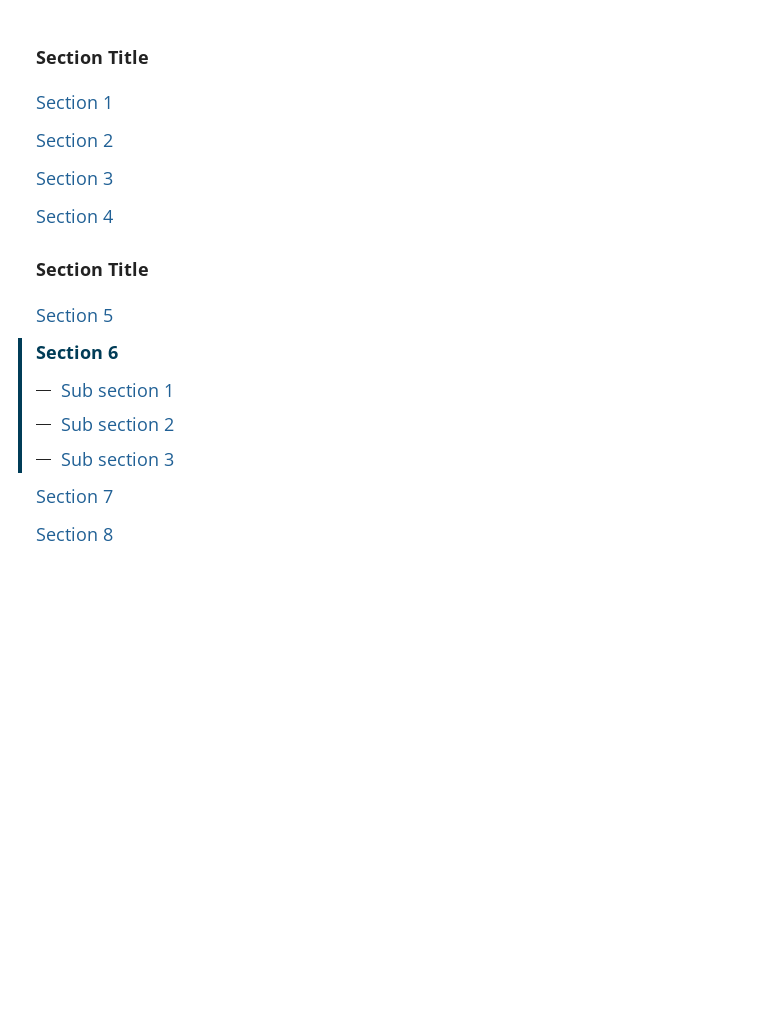 Section Title
Section 1
Section 2
Section 3
Section 4
Section Title
Section 5
Section 6
— Sub section 1
— Sub section 2
— Sub section 3
Section 7
Section 8